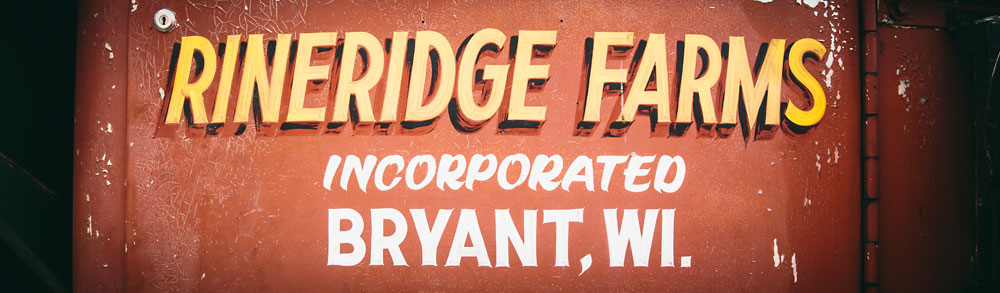 RINERIDGE FARMS
INCORPORATED
BRYANT, WI.